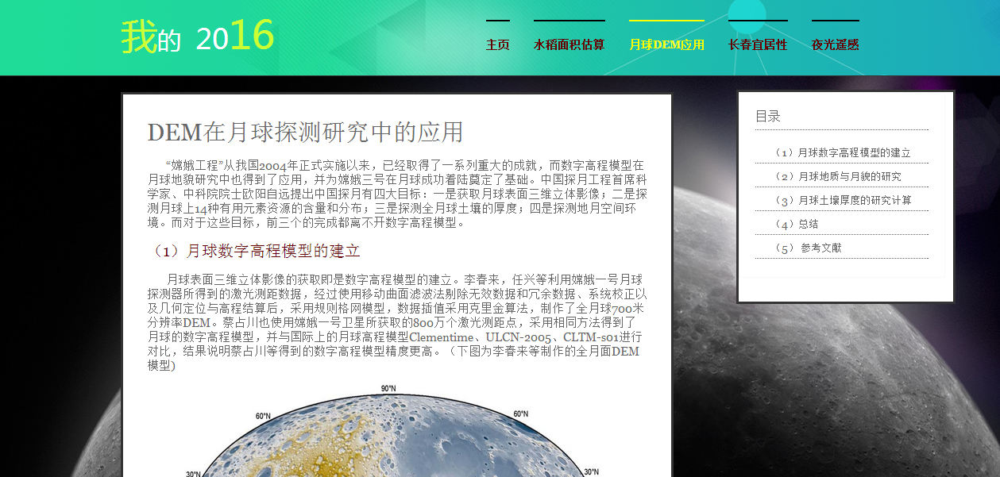 我的 2016
主页 水稻面积估算 月球DEM应用 长春宜居性 夜光遥感
DEM在月球探测研究中的应用
“嫦娥工程”从我国2004年正式实施以来，已经取得了一系列重大的成就，而数字高程模型在
月球地貌研究中也得到了应用，并为嫦娥三号在月球成功着陆奠定了基础。中国探月工程首席科
学家、中科院院士欧阳自远提出中国探月有四大目标：一是获取月球表面三维立体影像；二是探
测月球上14种有用元素资源的含量和分布；三是探测全月球土壤的厚度；四是探测地月空间环
境。而对于这些目标，前三个的完成都离不开数字高程模型。
（1）月球数字高程模型的建立
月球表面三维立体影像的获取即是数字高程模型的建立。李春来，任兴等利用嫦娥一号月球
探测器所得到的激光测距数据，经过使用移动曲面滤波法剔除无效数据和冗余数据、系统校正以
及几何定位与高程结算后，采用规则格网模型，数据插值采用克里金算法，制作了全月球700米
分辨率DEM。蔡占川也使用嫦娥一号卫星所获取的800万个激光测距点，采用相同方法得到了
月球的数字高程模型，并与国际上的月球高程模型Clementime、ULCN-2005、CLTM-s01进行
对比，结果说明蔡占川等得到的数字高程模型精度更高。（下图为李春来等制作的全月面DEM
模型)
90°N
60°N 60°N
30°N 30°N
目录
（1）月球数字高程模型的建立
（2）月球地质与月貌的研究
（3）月球土壤厚度的研究计算
（4）总结
（5） 参考文献